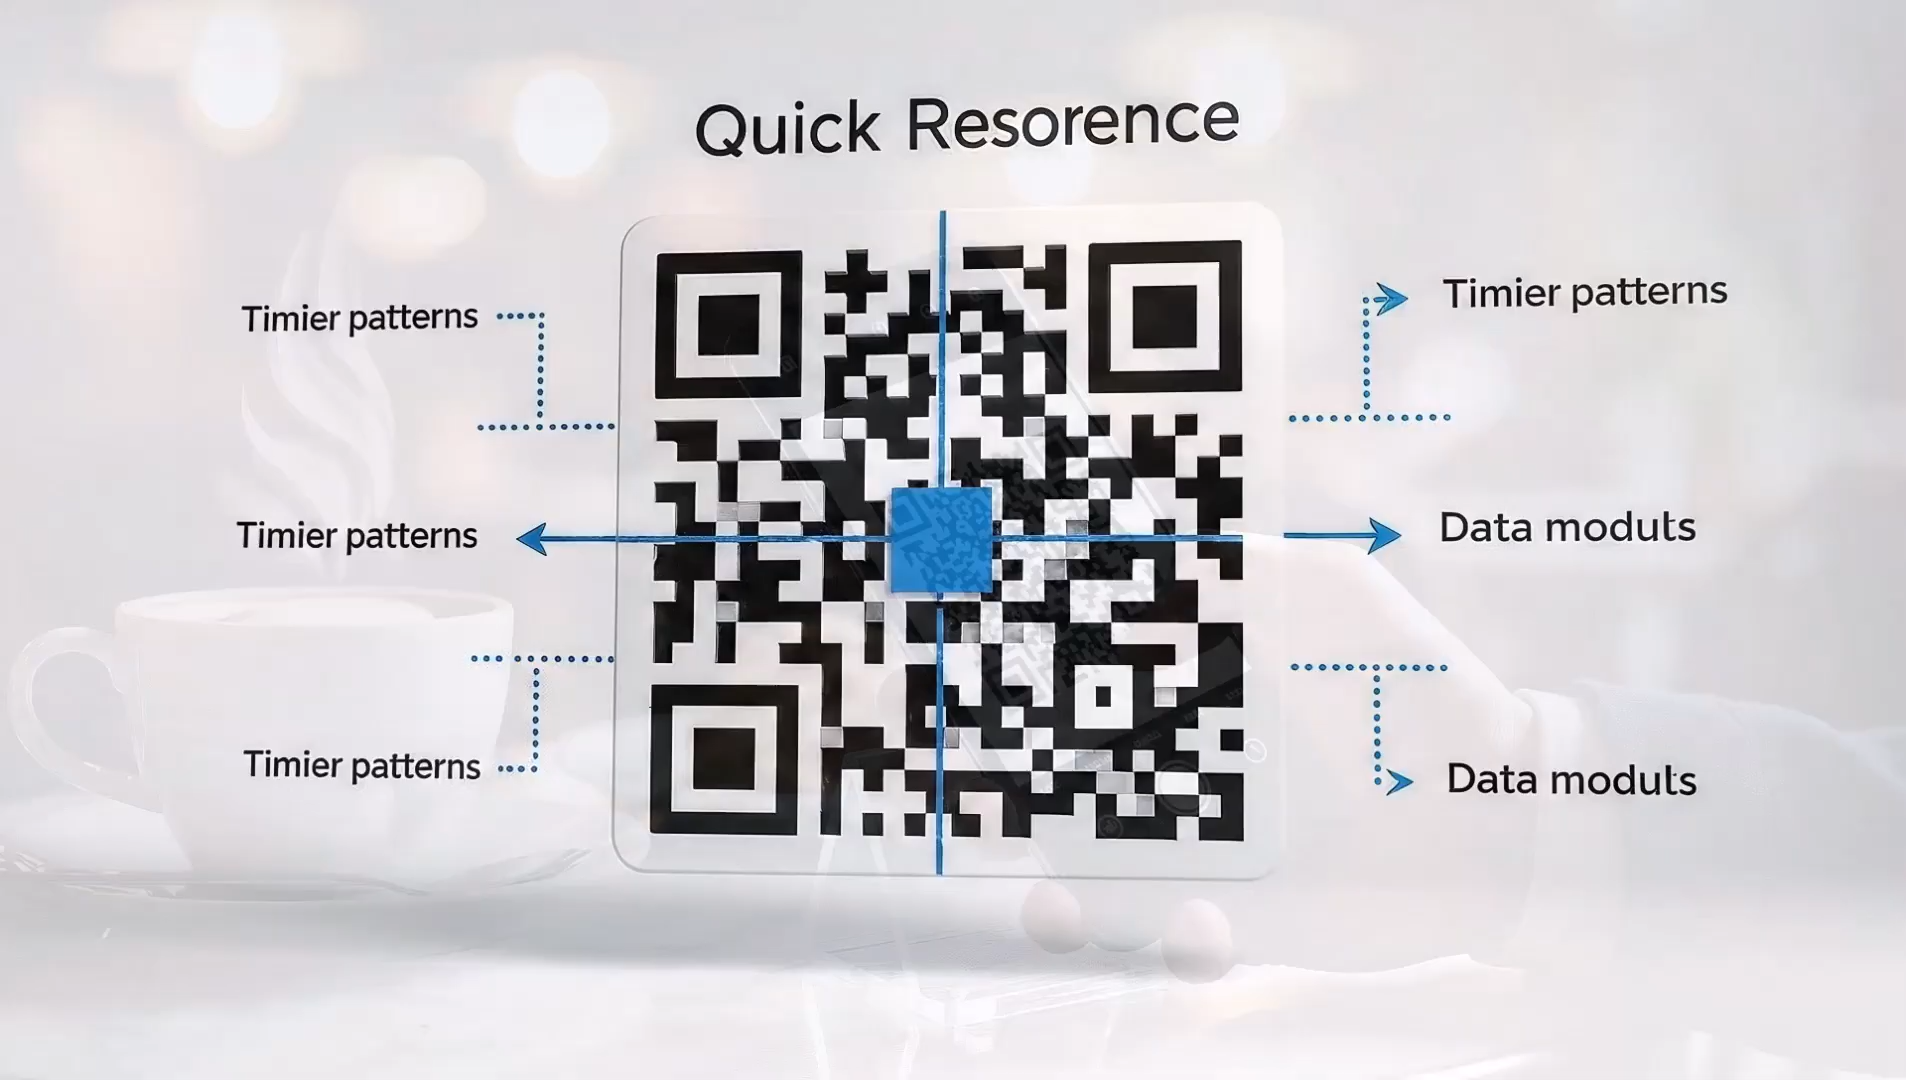 Quick Resorence
Timier patterns
Timier patterns
Timier patterns
Timier patterns
Data moduts
Data moduts